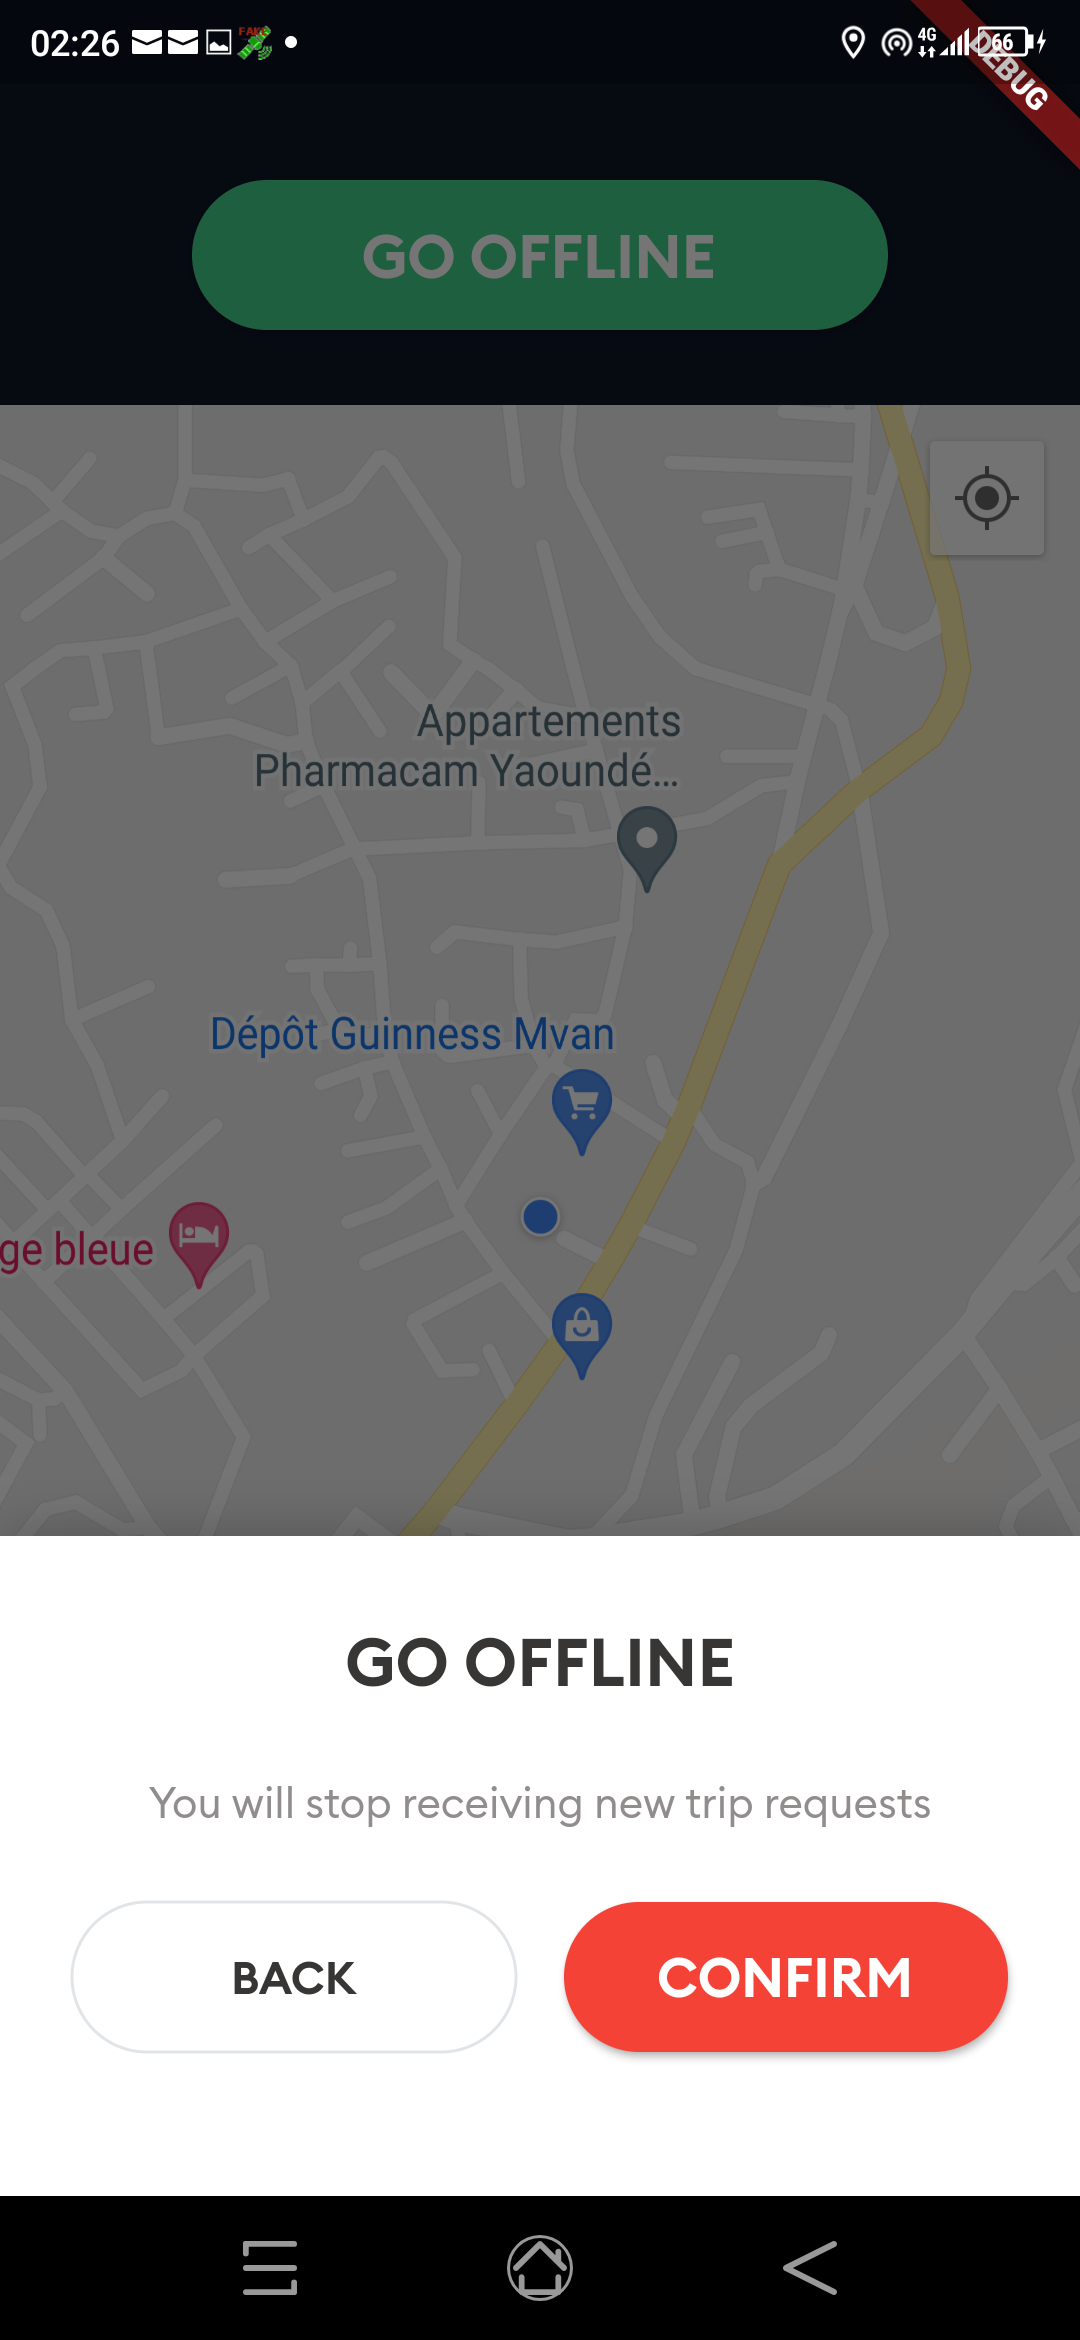 02:26
FAKE
4G
66
DEBUG
GO OFFLINE
Appartements
Pharmacam Yaoundé...
Dépôt Guinness Mvan
ge bleue
GO OFFLINE
You will stop receiving new trip requests
BACK
CONFIRM